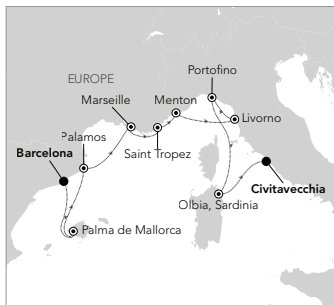 Portofino
EUROPE
Marseille
Menton
Livorno
Palamos
Saint Tropez
Barcelona
Civitavecchia
Olbia, Sardinia
Palma de Mallorca